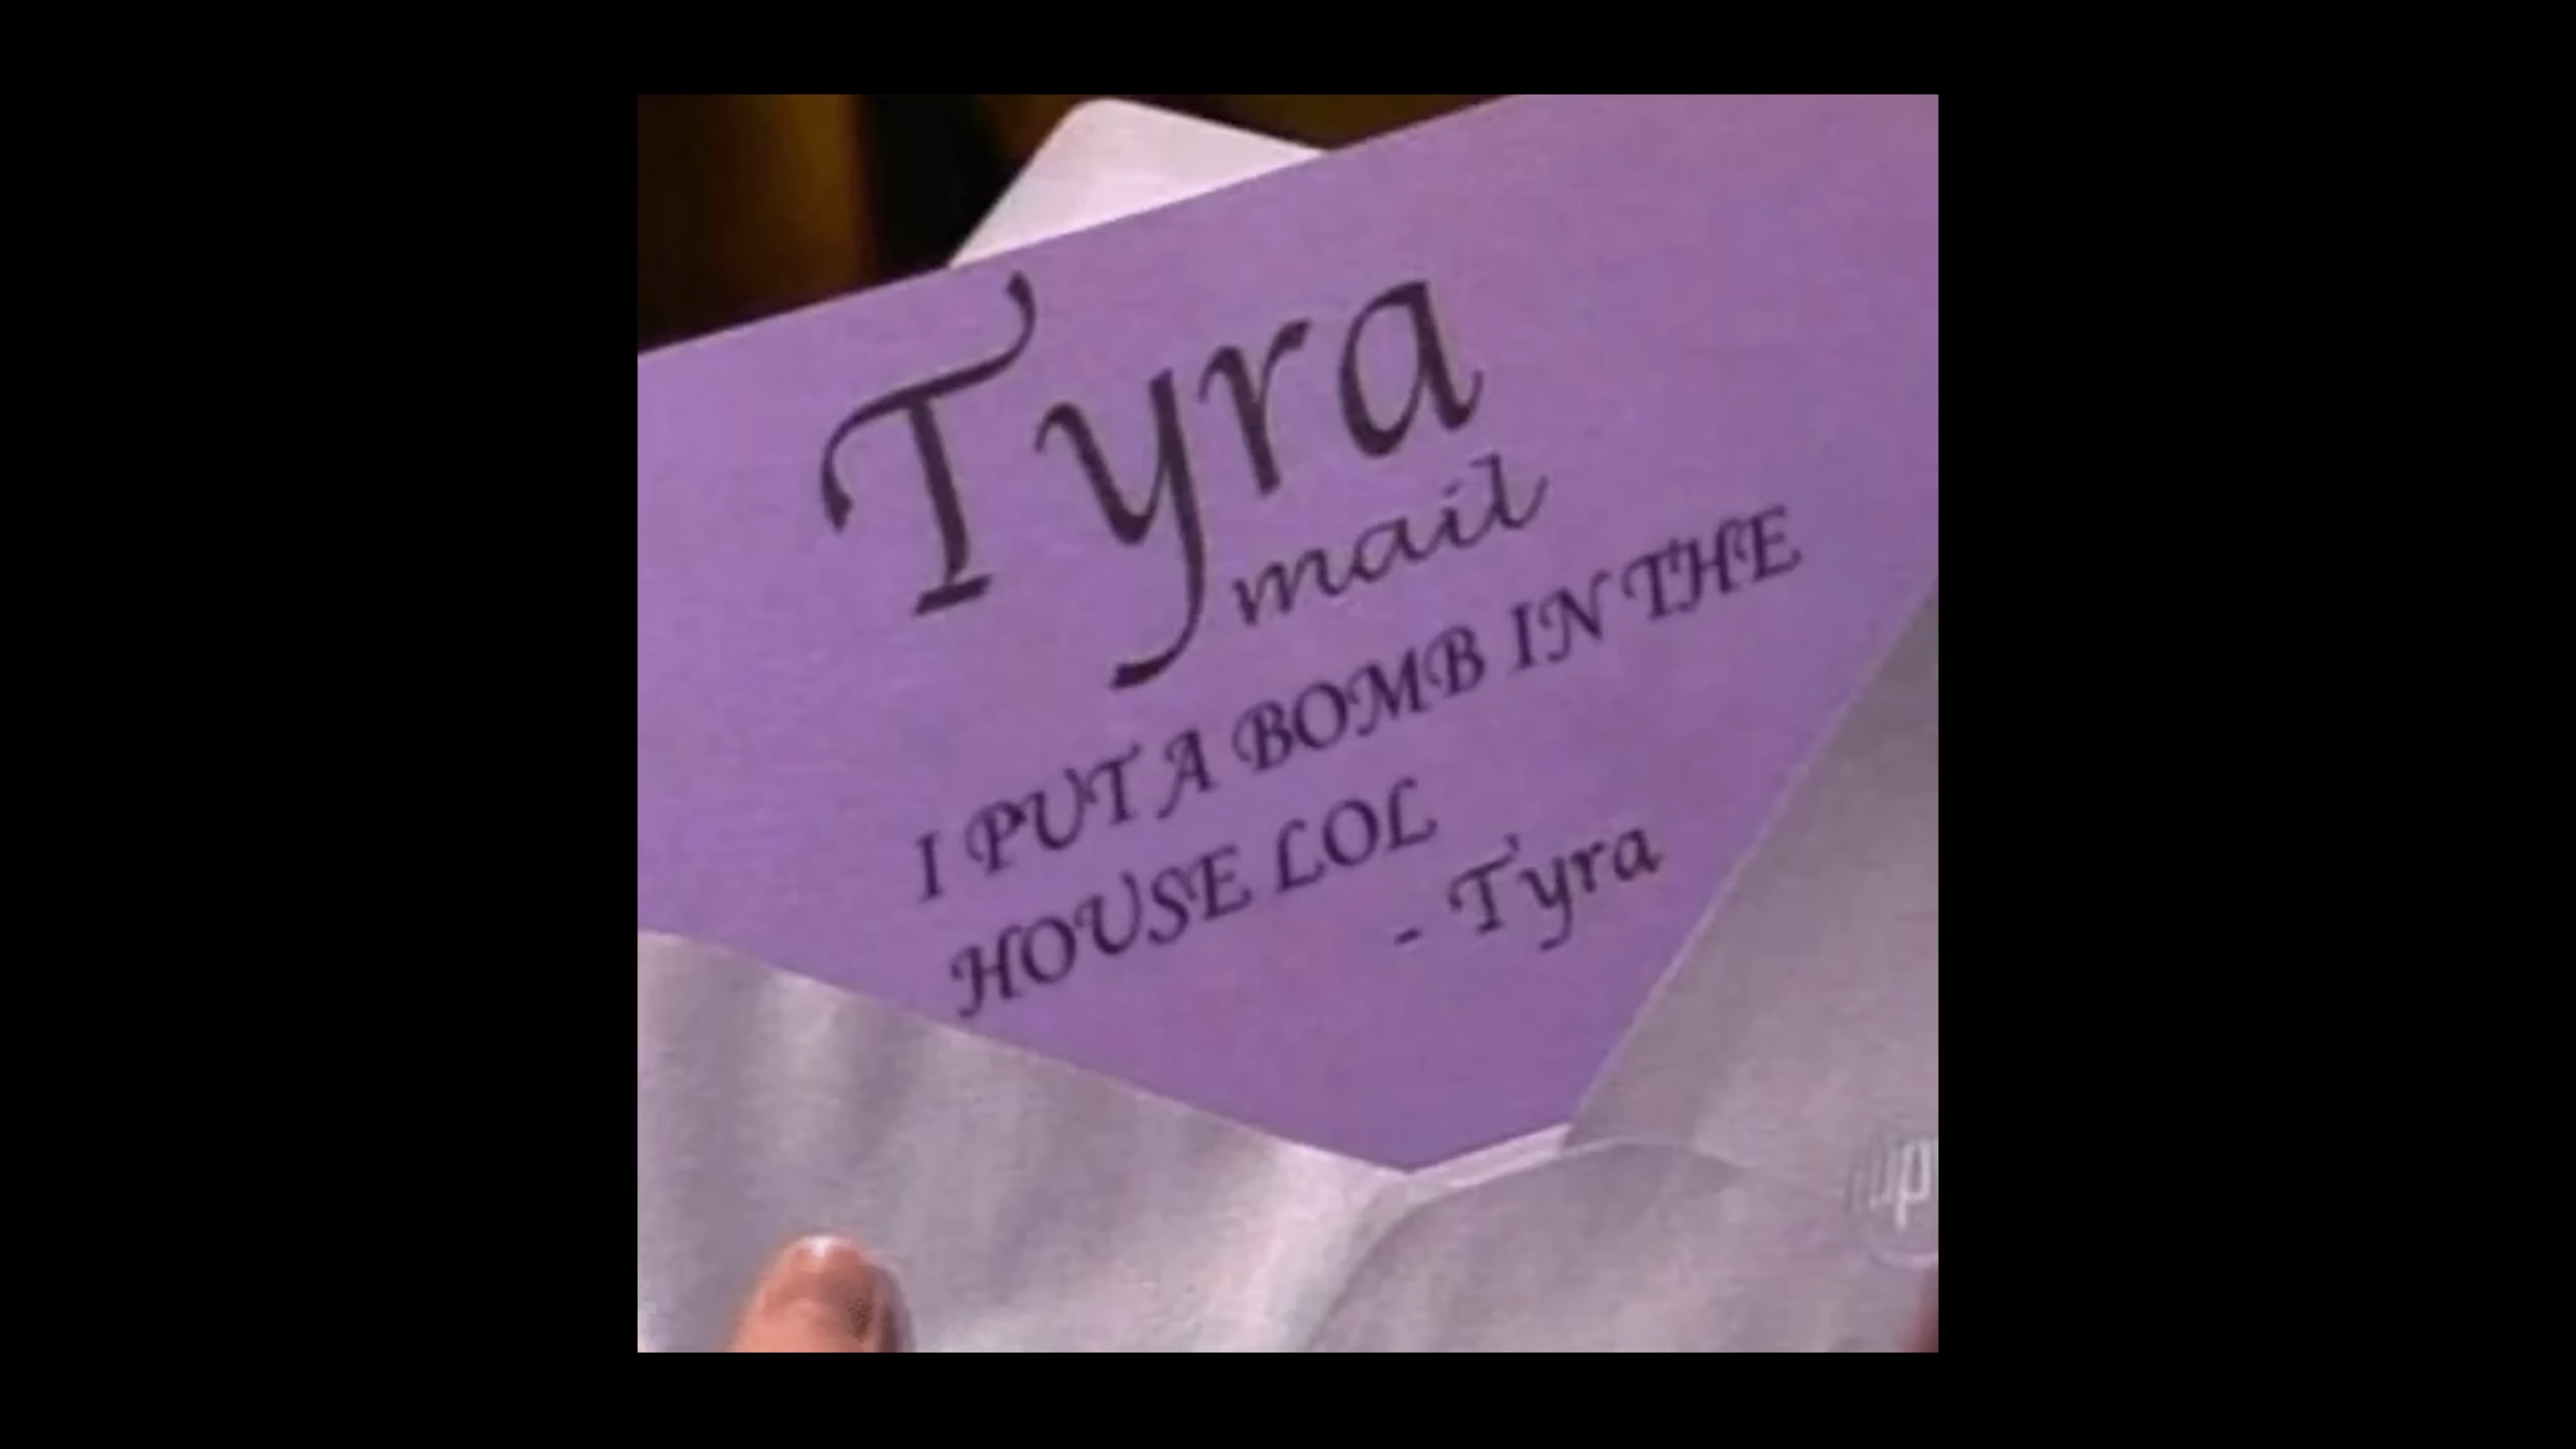 Tyra
mail
I PUT A BOMB IN THE
HOUSE LOL
- Tyra